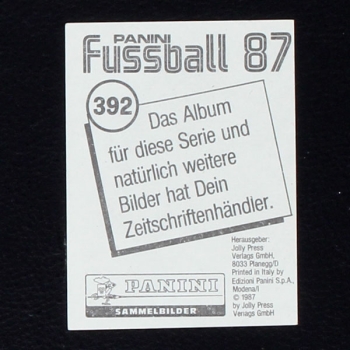 PANINI
Fussball 87
392
Das Album
für diese Serie und
natürlich weitere
Bilder hat Dein
Zeitschriftenhändler.
Herausgeber:
Jolly Press
Verlags GmbH,
8033 Planegg/D
Printed in Italy by
Edizioni Panini S.p.A.,
Modena/I
© 1987
by Jolly Press
Verlags GmbH
PANINI
SAMMELBILDER